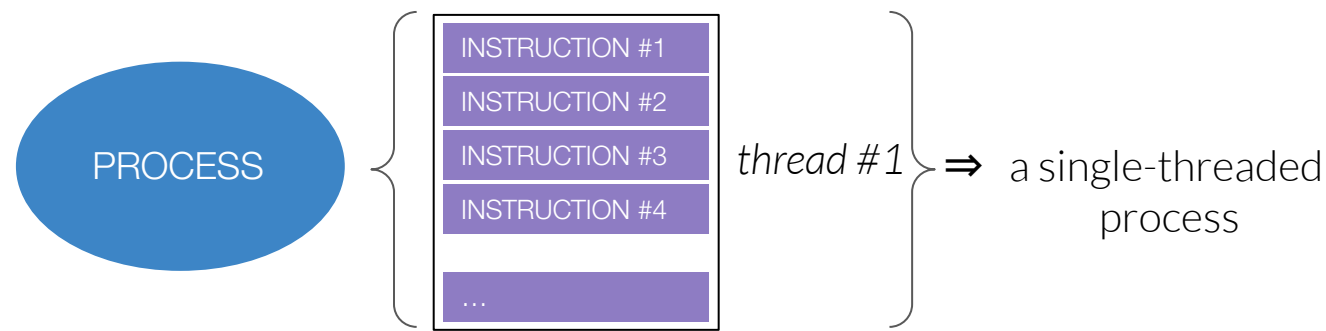 PROCESS
INSTRUCTION #1
INSTRUCTION #2
INSTRUCTION #3
INSTRUCTION #4
...
thread #1
⇒ a single-threaded
process